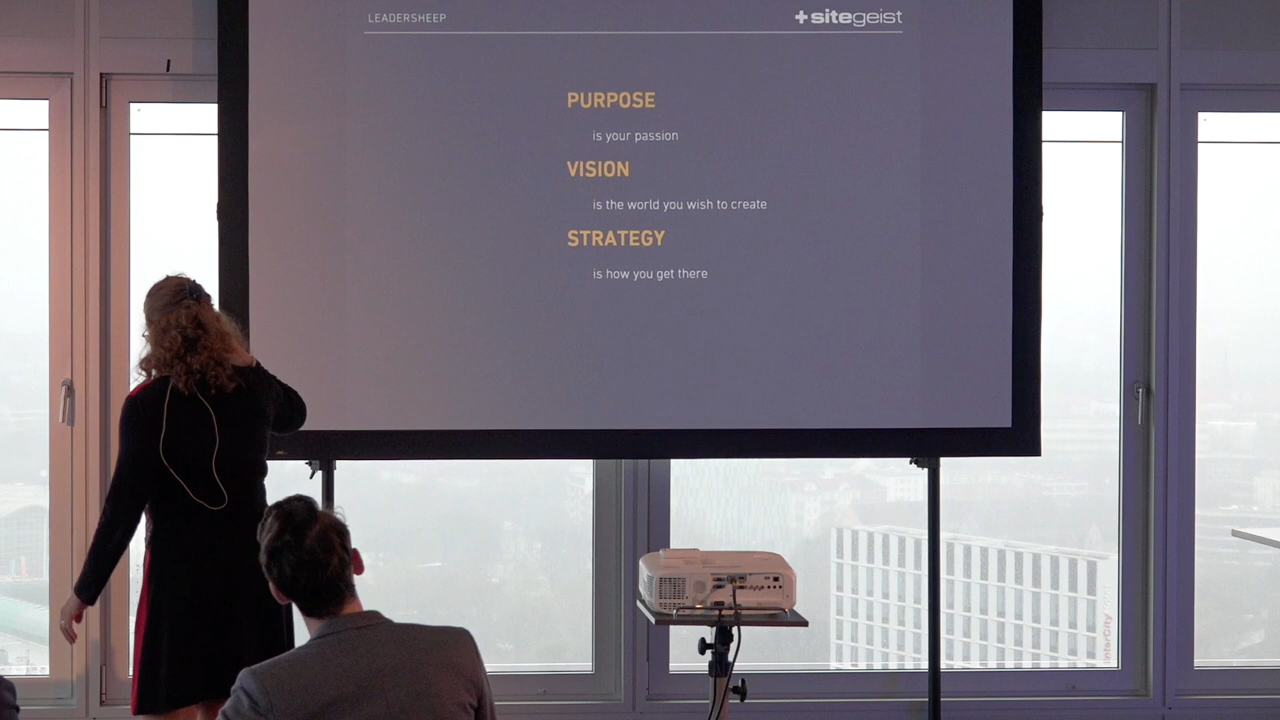 LEADERSHEEP
+sitegeist
PURPOSE
is your passion
VISION
is the world you wish to create
STRATEGY
is how you get there
InterCity